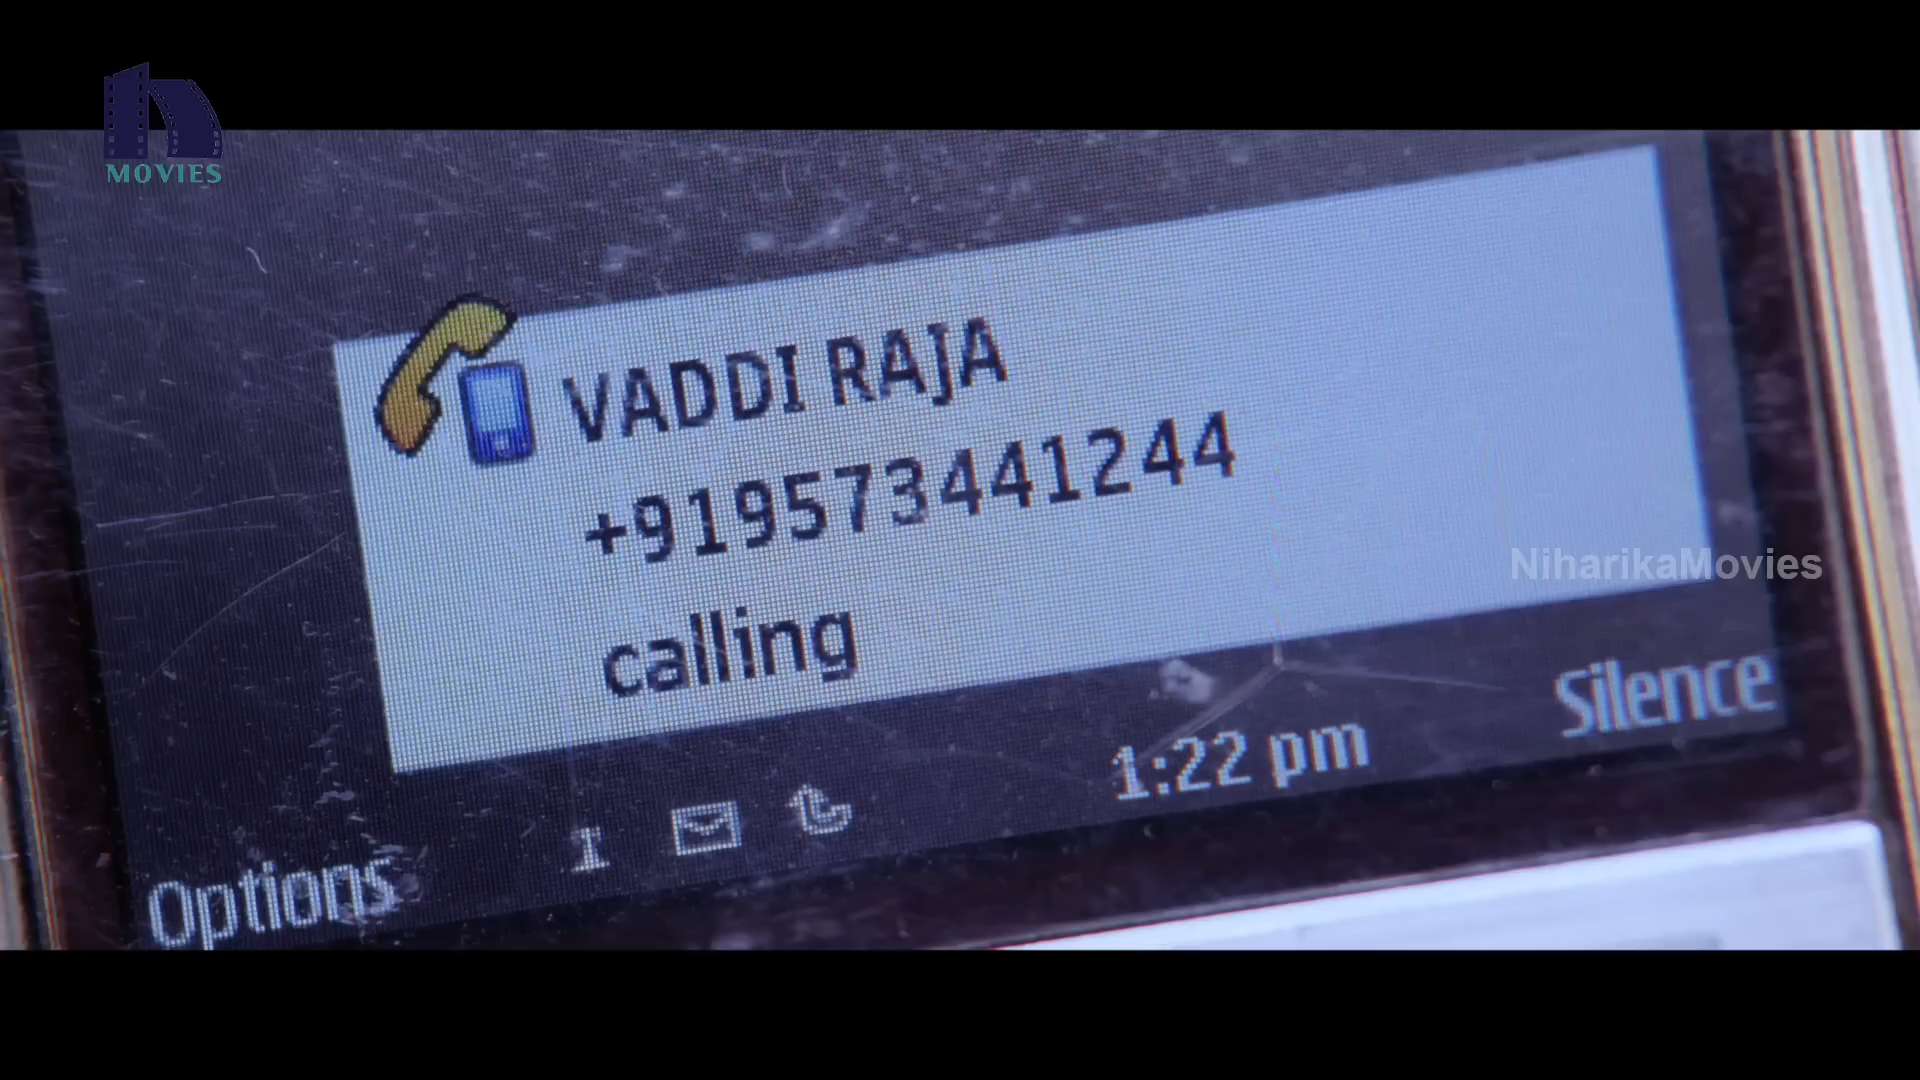 MOVIES
VADDI RAJA
+919573441244
calling
NiharikaMovies
Silence
1:22 pm
Options